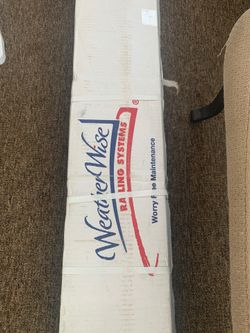 WeatherWise
RAILING SYSTEMS
®
Worry Free Maintenance